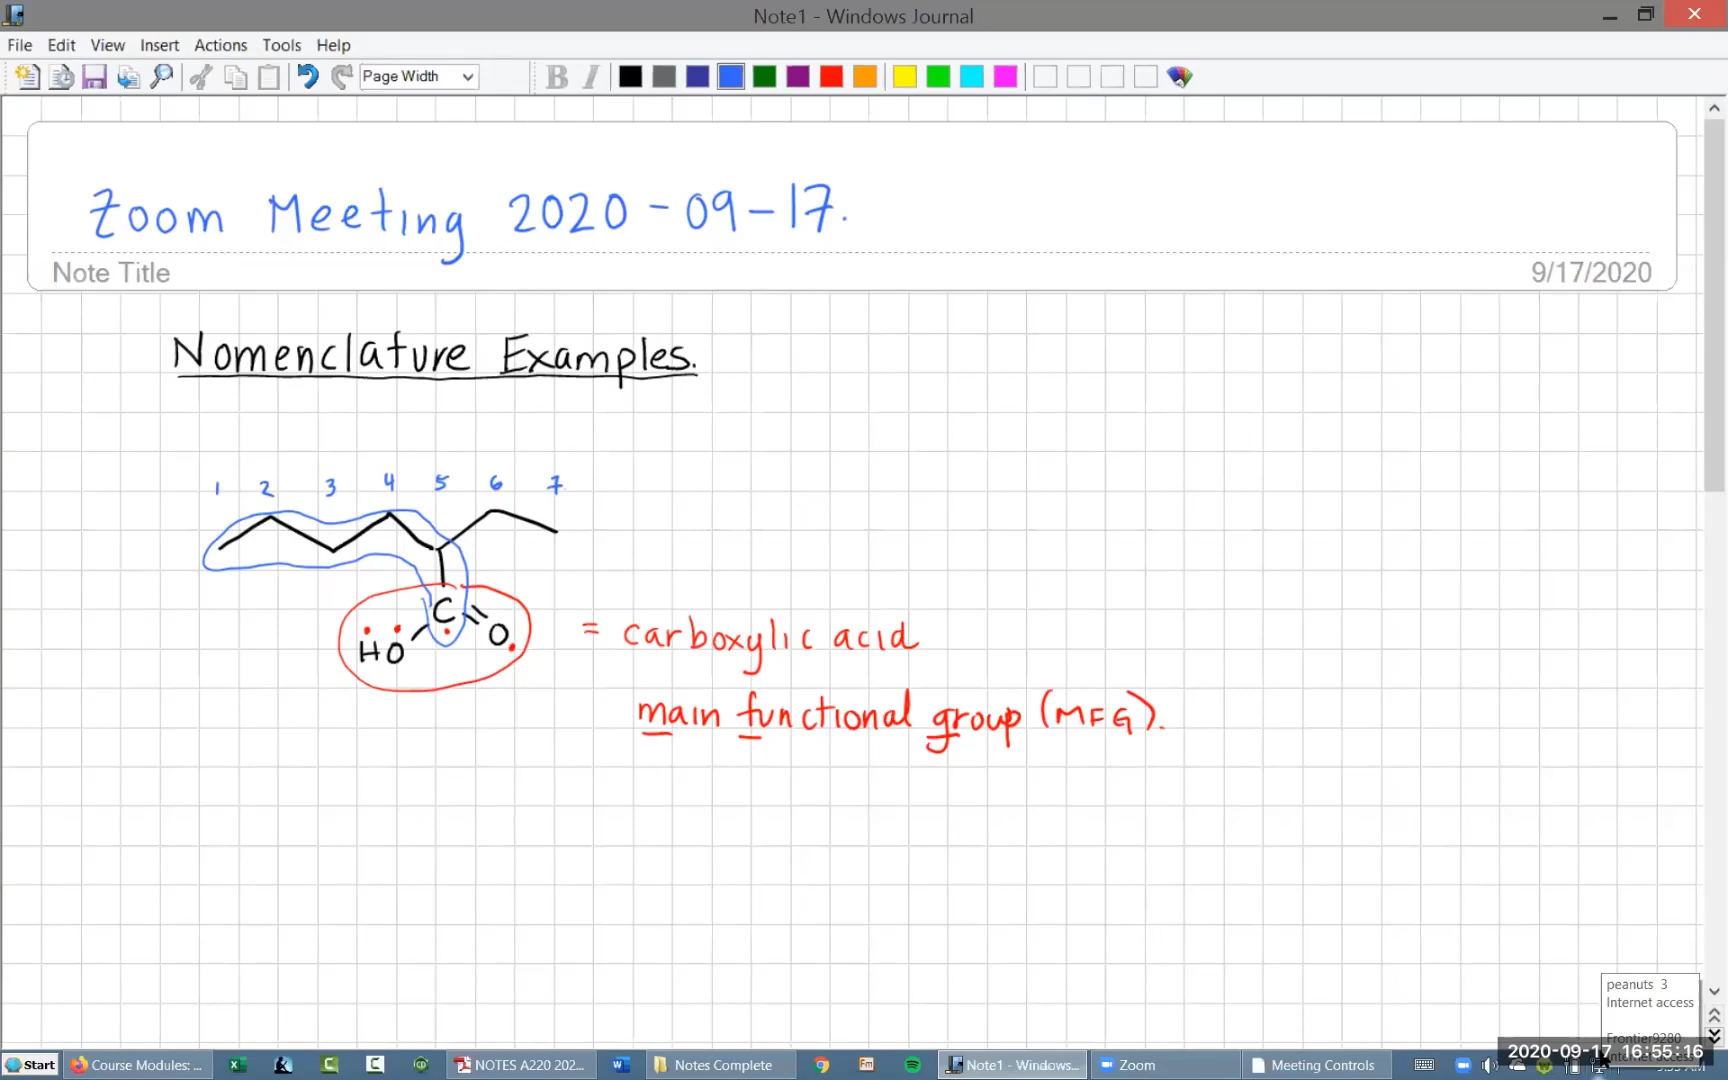 Note1 - Windows Journal
File Edit View Insert Actions Tools Help
Page Width B I
Zoom Meeting 2020-09-17.
Note Title 9/17/2020
Nomenclature Examples.
1 2 3 4 5 6 7
C
HO O
= carboxylic acid
main functional group (MFG).
peanuts 3
Internet access
Frontier9280
2020-09-17 16:55:16
Start Course Modules: ... NOTES A220 202... Notes Complete Fm Note1 - Windows... Zoom Meeting Controls